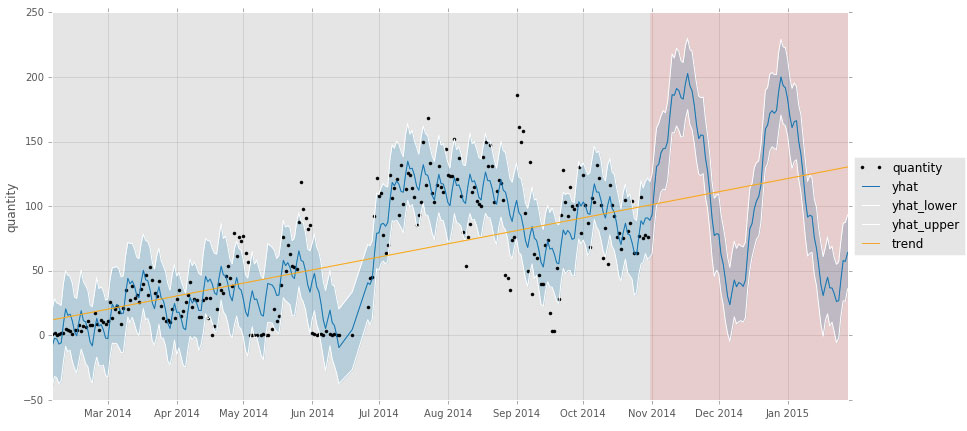 250
200
150
100
50
0
−50
quantity
Mar 2014
Apr 2014
May 2014
Jun 2014
Jul 2014
Aug 2014
Sep 2014
Oct 2014
Nov 2014
Dec 2014
Jan 2015
quantity
yhat
yhat_lower
yhat_upper
trend